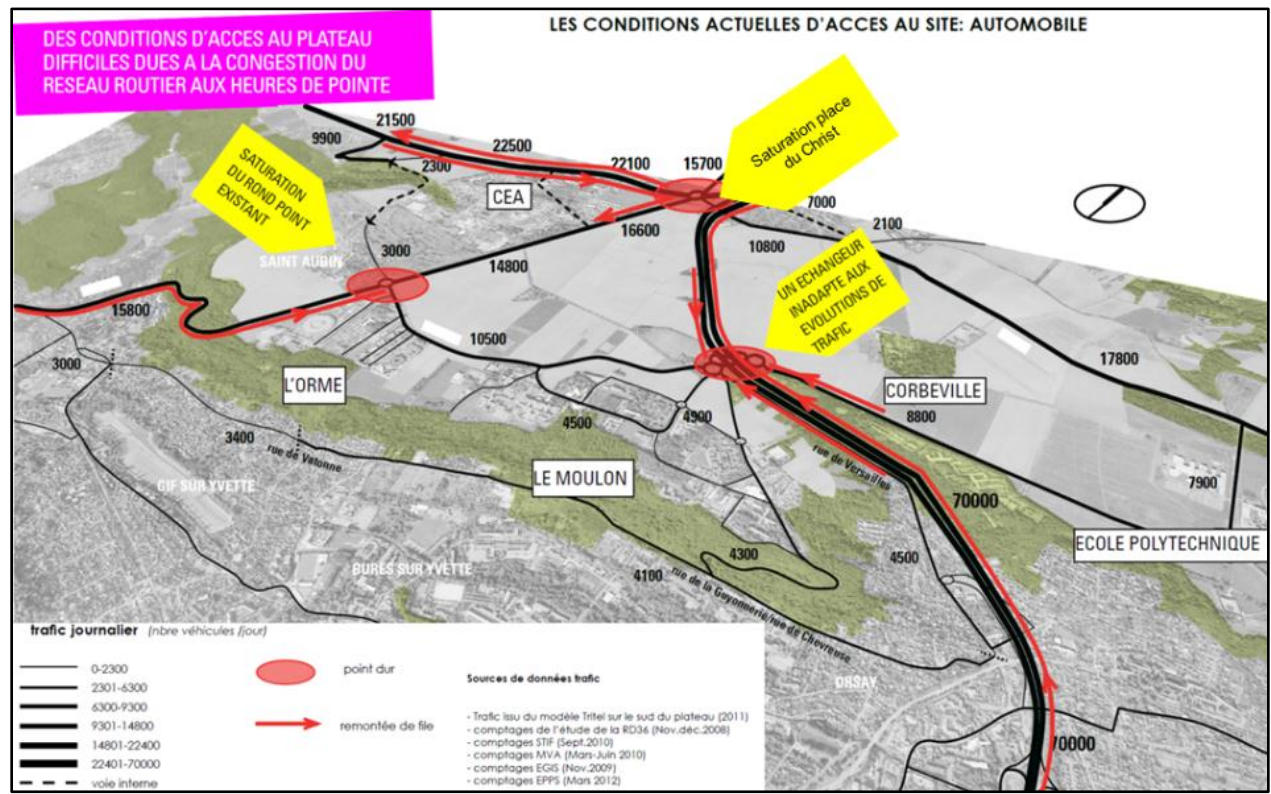 LES CONDITIONS ACTUELLES D'ACCES AU SITE: AUTOMOBILE
DES CONDITIONS D'ACCES AU PLATEAU
DIFFICILES DUES A LA CONGESTION DU
RESEAU ROUTIER AUX HEURES DE POINTE
21500
9900
22500
2300
22100
15700
Saturation place
du Christ
SATURATION
DU ROND POINT
EXISTANT
CEA
7000
2100
16600
10800
3000
14800
SAINT AUBIN
UN ECHANGEUR
INADAPTE AUX
EVOLUTIONS DE
TRAFIC
15800
10500
17800
3000
L'ORME
CORBEVILLE
8800
4500
4900
3400
rue de Vatonne
rue de Versailles
GIF SUR YVETTE
LE MOULON
70000
7900
ECOLE POLYTECHNIQUE
4300
4500
BURES SUR YVETTE
4100
rue de la Guyonnerie/rue de Chevreuse
ORSAY
70000
trafic journalier (nbre véhicules /jour)
0-2300
2301-6300
6300-9300
9301-14800
14801-22400
22401-70000
voie interne
point dur
remontée de file
Sources de données trafic
- Trafic issu du modèle Tritel sur le sud du plateau (2011)
- comptages de l'étude de la RD36 (Nov.déc.2008)
- comptages STIF (Sept.2010)
- comptages MVA (Mars-Juin 2010)
- comptages EGIS (Nov.2009)
- comptages EPPS (Mars 2012)